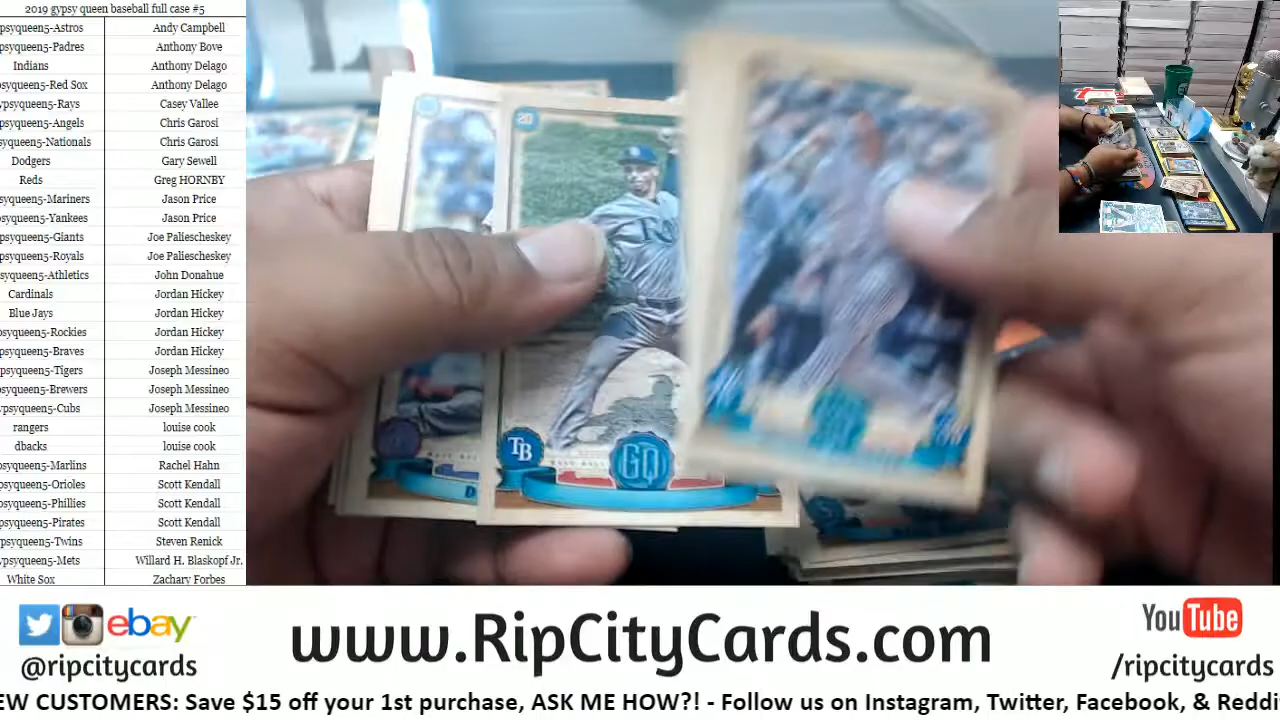 2019 gypsy queen baseball full case #5
psyqueen5-Astros Andy Campbell
psyqueen5-Padres Anthony Bove
Indians Anthony Delago
psyqueen5-Red Sox Anthony Delago
ypsyqueen5-Rays Casey Vallee
psyqueen5-Angels Chris Garosi
psyqueen5-Nationals Chris Garosi
Dodgers Gary Sewell
Reds Greg HORNBY
psyqueen5-Mariners Jason Price
psyqueen5-Yankees Jason Price
psyqueen5-Giants Joe Paliescheskey
psyqueen5-Royals Joe Paliescheskey
psyqueen5-Athletics John Donahue
Cardinals Jordan Hickey
Blue Jays Jordan Hickey
psyqueen5-Rockies Jordan Hickey
psyqueen5-Braves Jordan Hickey
psyqueen5-Tigers Joseph Messineo
psyqueen5-Brewers Joseph Messineo
ypsyqueen5-Cubs Joseph Messineo
rangers louise cook
dbacks louise cook
psyqueen5-Marlins Rachel Hahn
psyqueen5-Orioles Scott Kendall
psyqueen5-Phillies Scott Kendall
psyqueen5-Pirates Scott Kendall
psyqueen5-Twins Steven Renick
ypsyqueen5-Mets Willard H. Blaskopf Jr.
White Sox Zachary Forbes
20
TB
GQ
ebay
@ripcitycards
www.RipCityCards.com
YouTube
/ripcitycards
EW CUSTOMERS: Save $15 off your 1st purchase, ASK ME HOW?! - Follow us on Instagram, Twitter, Facebook, & Reddi